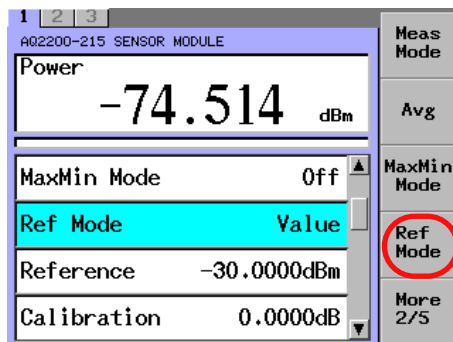 1 2 3
AQ2200-215 SENSOR MODULE
Power
-74.514 dBm
MaxMin Mode Off
Ref Mode Value
Reference -30.0000dBm
Calibration 0.0000dB
Meas
Mode
Avg
MaxMin
Mode
Ref
Mode
More
2/5